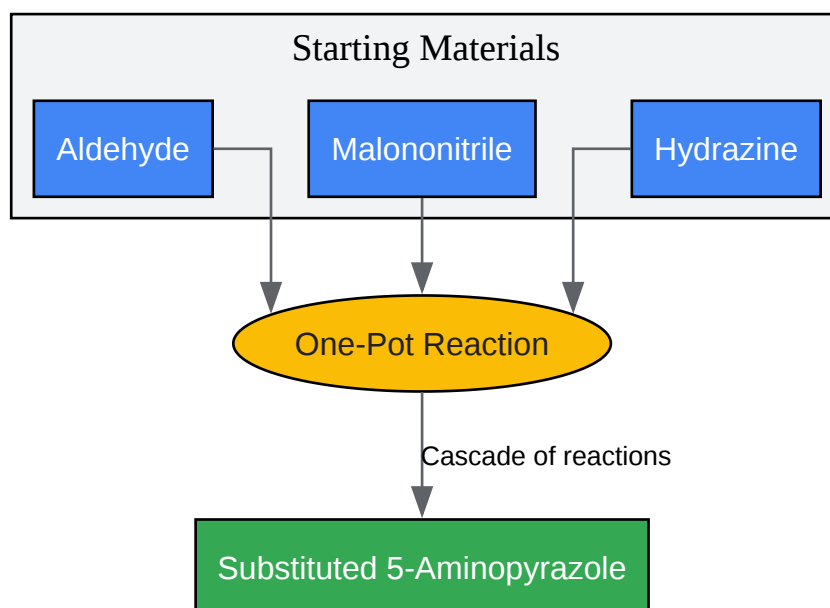 Starting Materials
Aldehyde
Malononitrile
Hydrazine
One-Pot Reaction
Cascade of reactions
Substituted 5-Aminopyrazole